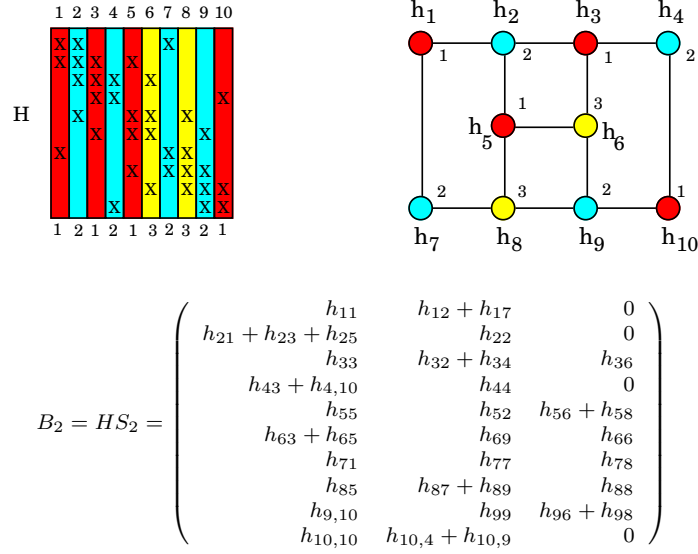 1 2 3 4 5 6 7 8 9 10
X X X
X X X X
X X X X
X X X
H
X X X X
X X X X
X X X
X X X X
X X X X
X X X
1 2 1 2 1 3 2 3 2 1
h₁ h₂ h₃ h₄
1 2 1 2
1 3
h₅ h₆
2 3 2 1
h₇ h₈ h₉ h₁₀
h₁₁ h₁₂ + h₁₇ 0
h₂₁ + h₂₃ + h₂₅ h₂₂ 0
h₃₃ h₃₂ + h₃₄ h₃₆
h₄₃ + h₄,₁₀ h₄₄ 0
B₂ = HS₂ = h₅₅ h₅₂ h₅₆ + h₅₈
h₆₃ + h₆₅ h₆₉ h₆₆
h₇₁ h₇₇ h₇₈
h₈₅ h₈₇ + h₈₉ h₈₈
h₉,₁₀ h₉₉ h₉₆ + h₉₈
h₁₀,₁₀ h₁₀,₄ + h₁₀,₉ 0